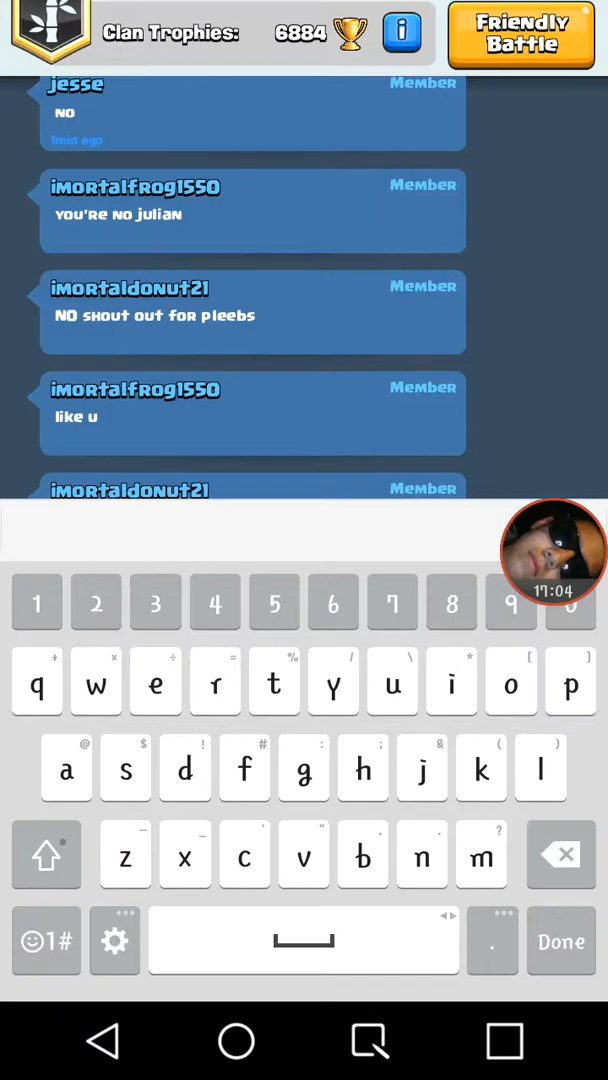 Clan Trophies: 6884
Friendly
Battle
jesse Member
NO
1min ago
imortalfrog1550 Member
YOU'RE NO julian
imortaldonut21 Member
NO SHOUT OUT FOR pleebs
imortalfrog1550 Member
like u
imortaldonut21 Member
17:04
1 2 3 4 5 6 7 8 9 0
+ × ÷ = % / \ * [ ]
q w e r t y u i o p
@ $ ! # : ; & ( )
a s d f g h j k l
z x c v b n m ?
1# . Done